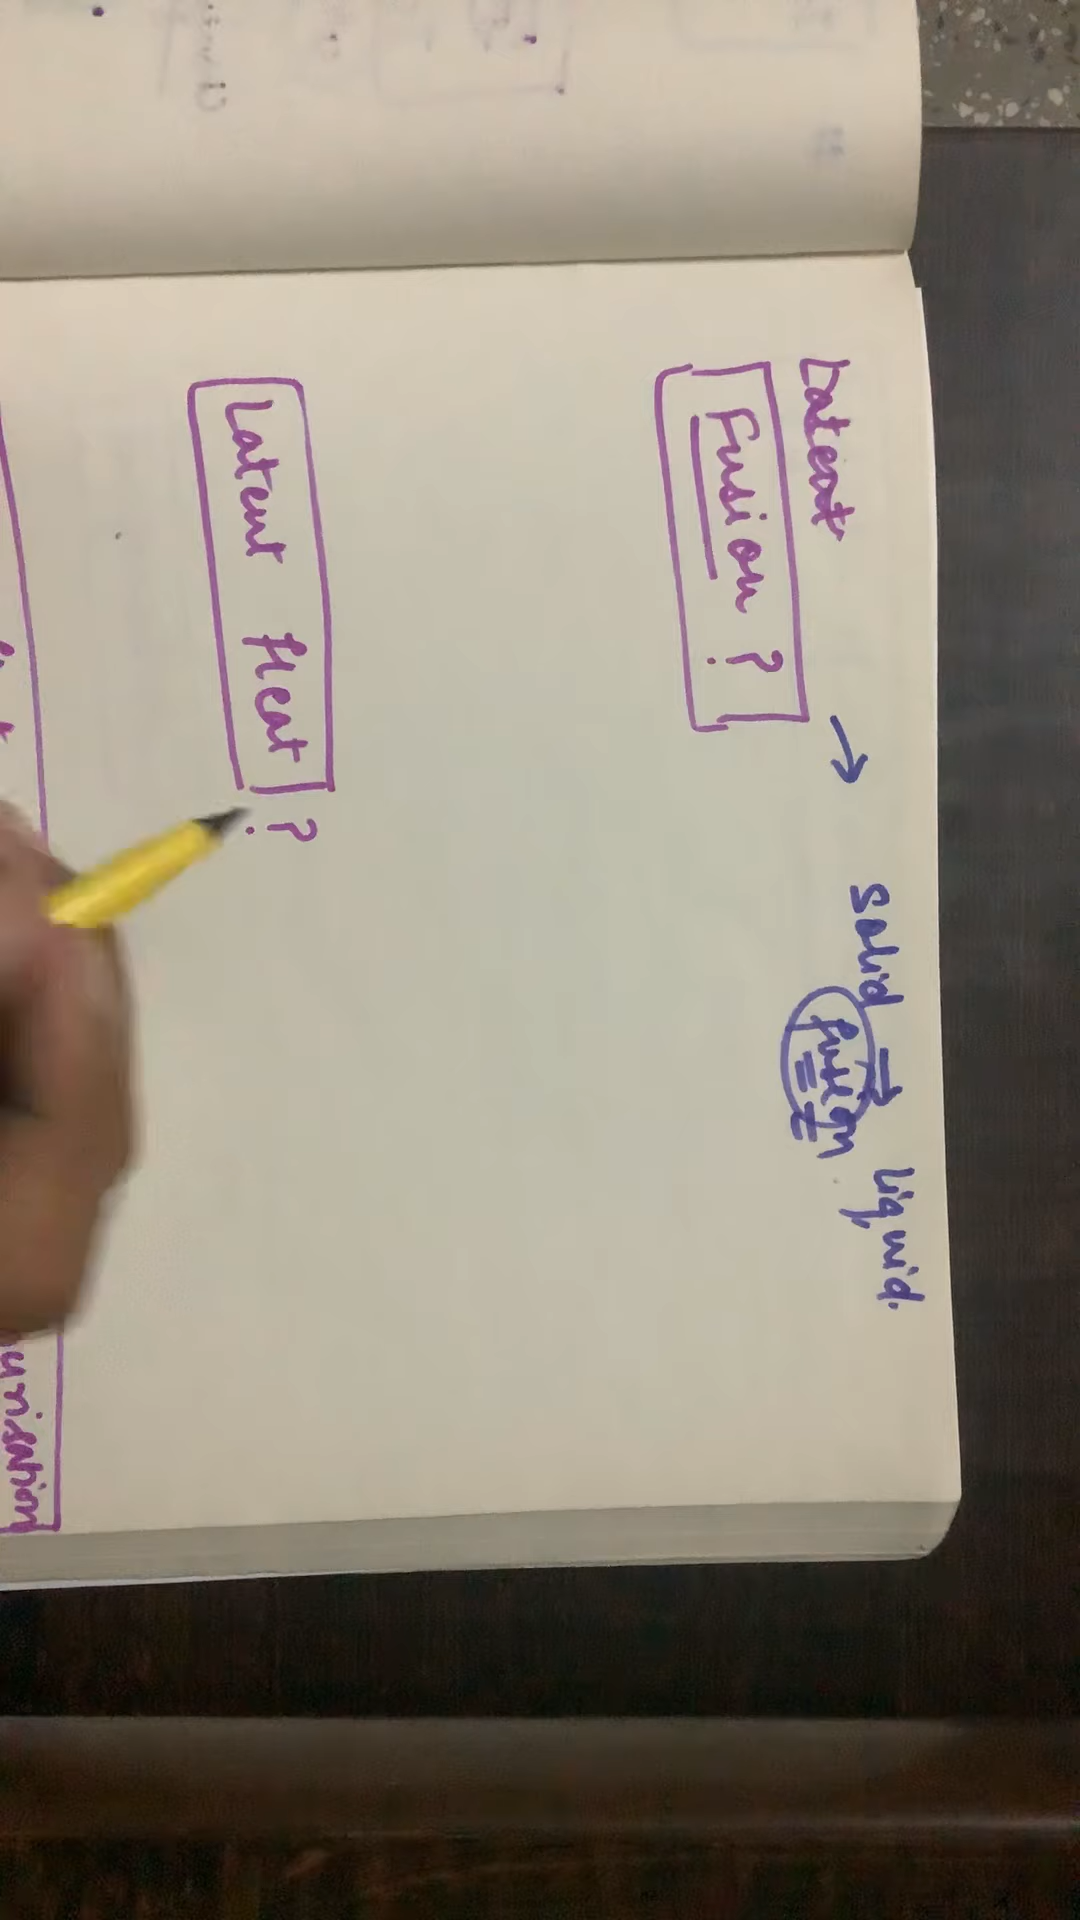 Latent
Fusion ? → Solid → Liquid.
fusion
Latent Heat ?